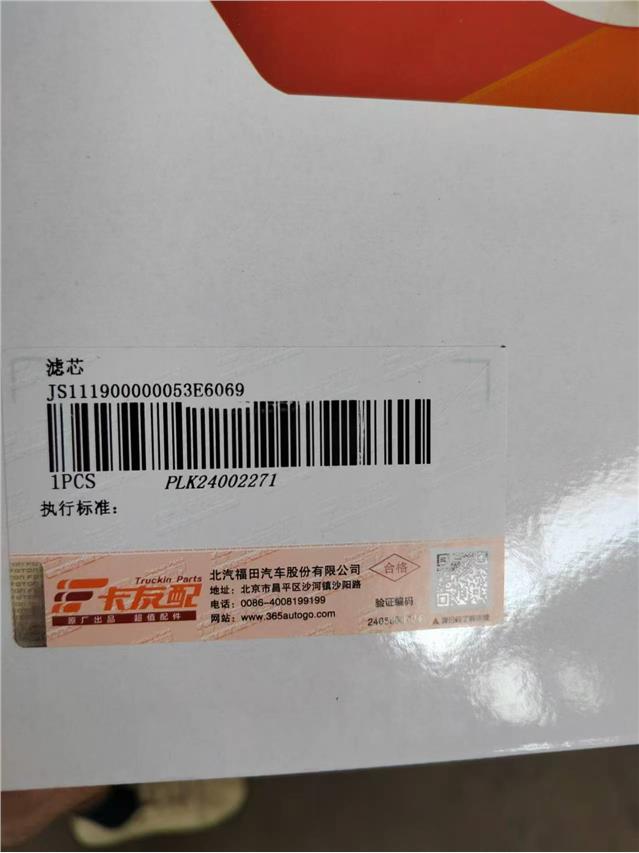 滤芯
JS111900000053E6069
1PCS PLK24002271
执行标准:
Truckin Parts
卡友配
原厂出品 超值配件
北汽福田汽车股份有限公司
地址: 北京市昌平区沙河镇沙阳路
电话: 0086-4008199199
网站: www.365autogo.com
合格
验证编码